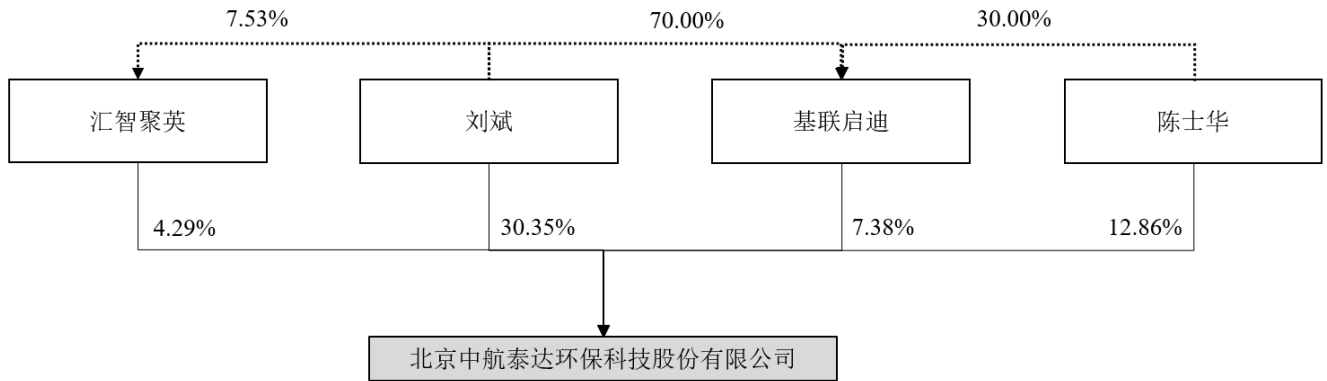 7.53%
70.00%
30.00%
汇智聚英
刘斌
基联启迪
陈士华
4.29%
30.35%
7.38%
12.86%
北京中航泰达环保科技股份有限公司